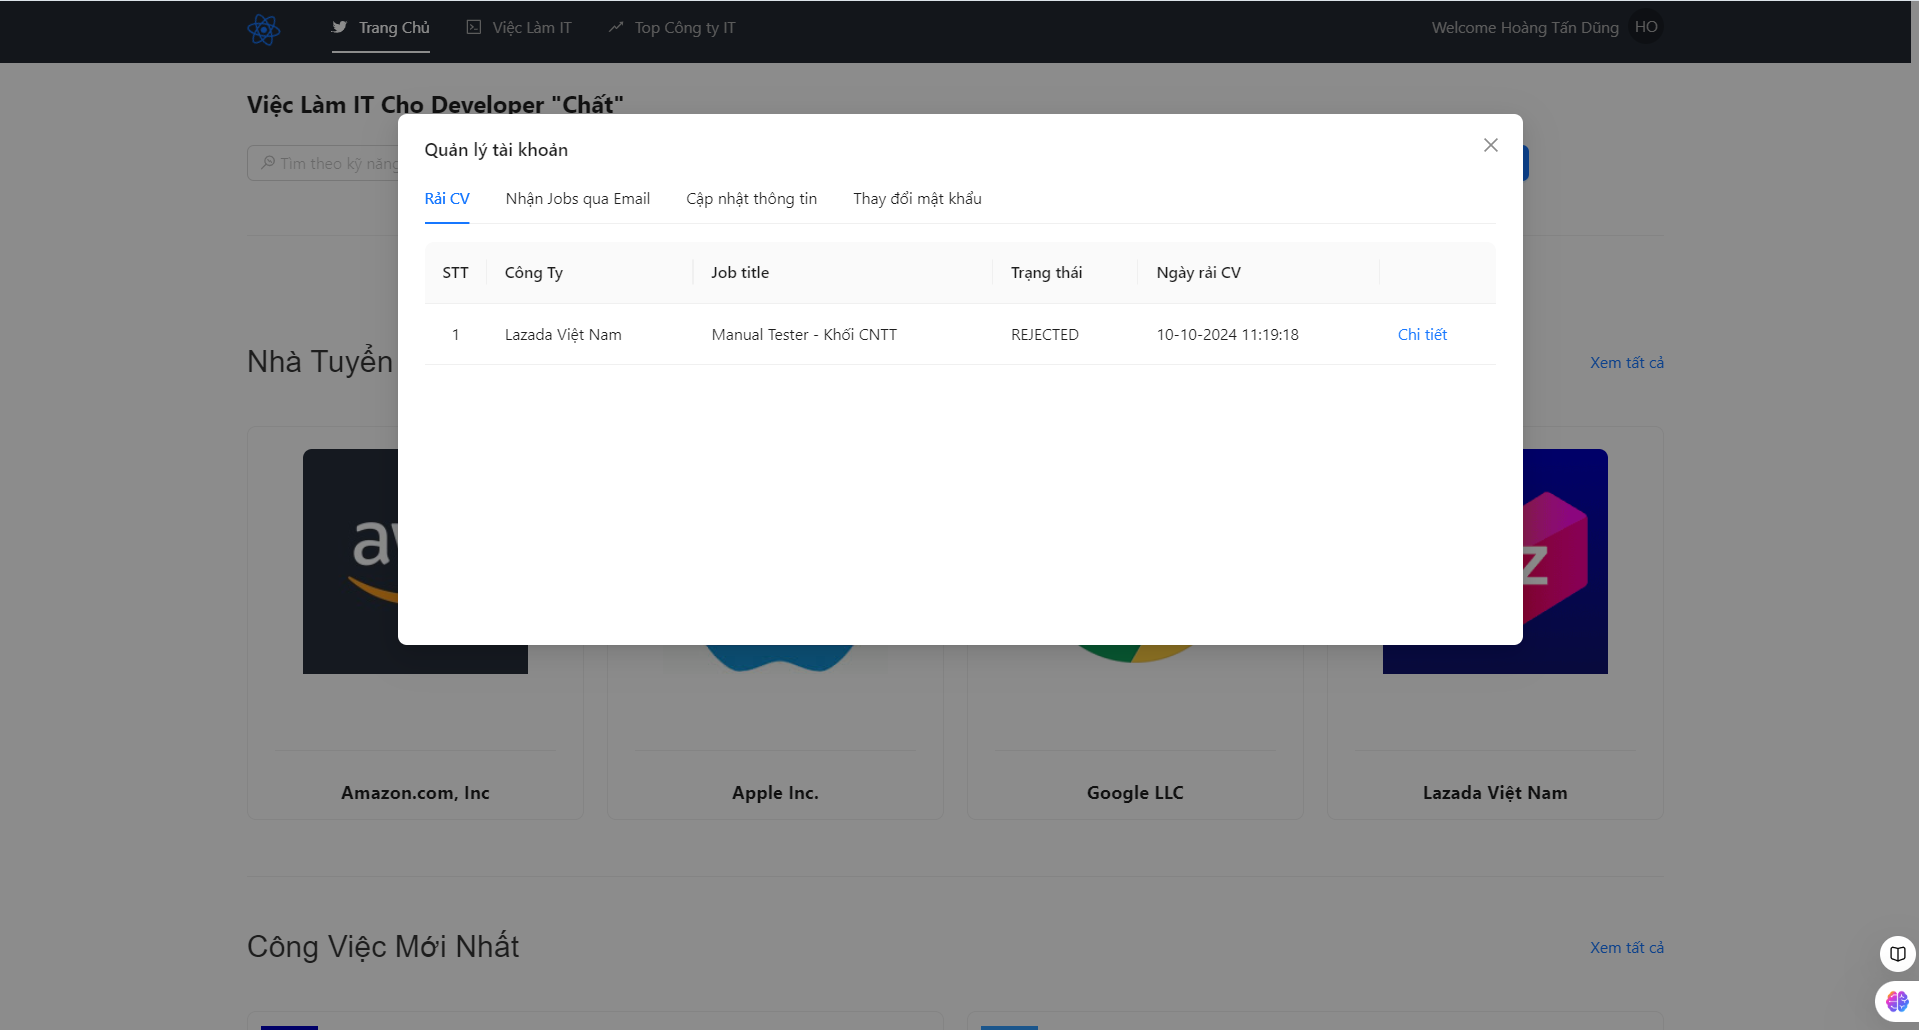 Trang Chủ
Việc Làm IT
Top Công ty IT
Welcome Hoàng Tấn Dũng
HO
Việc Làm IT Cho Developer "Chất"
Tìm theo kỹ năng
Quản lý tài khoản
Rải CV
Nhận Jobs qua Email
Cập nhật thông tin
Thay đổi mật khẩu
STT Công Ty Job title Trạng thái Ngày rải CV
1 Lazada Việt Nam Manual Tester - Khối CNTT REJECTED 10-10-2024 11:19:18 Chi tiết
Nhà Tuyển
Xem tất cả
Amazon.com, Inc
Apple Inc.
Google LLC
Lazada Việt Nam
Công Việc Mới Nhất
Xem tất cả